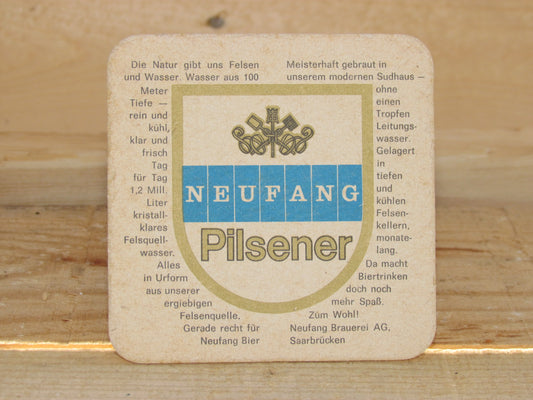 Die Natur gibt uns Felsen
und Wasser. Wasser aus 100
Meter
Tiefe —
rein und
kühl,
klar und
frisch
Tag
für Tag
1,2 Mill.
Liter
kristall-
klares
Felsquell-
wasser.
Alles
in Urform
aus unserer
ergiebigen
Felsenquelle.
Gerade recht für
Neufang Bier
NEUFANG
Pilsener
Meisterhaft gebraut in
unserem modernen Sudhaus —
ohne
einen
Tropfen
Leitungs-
wasser.
Gelagert
in
tiefen
und
kühlen
Felsen-
kellern,
monate-
lang.
Da macht
Biertrinken
doch noch
mehr Spaß.
Züm Wohl!
Neufang Brauerei AG,
Saarbrücken